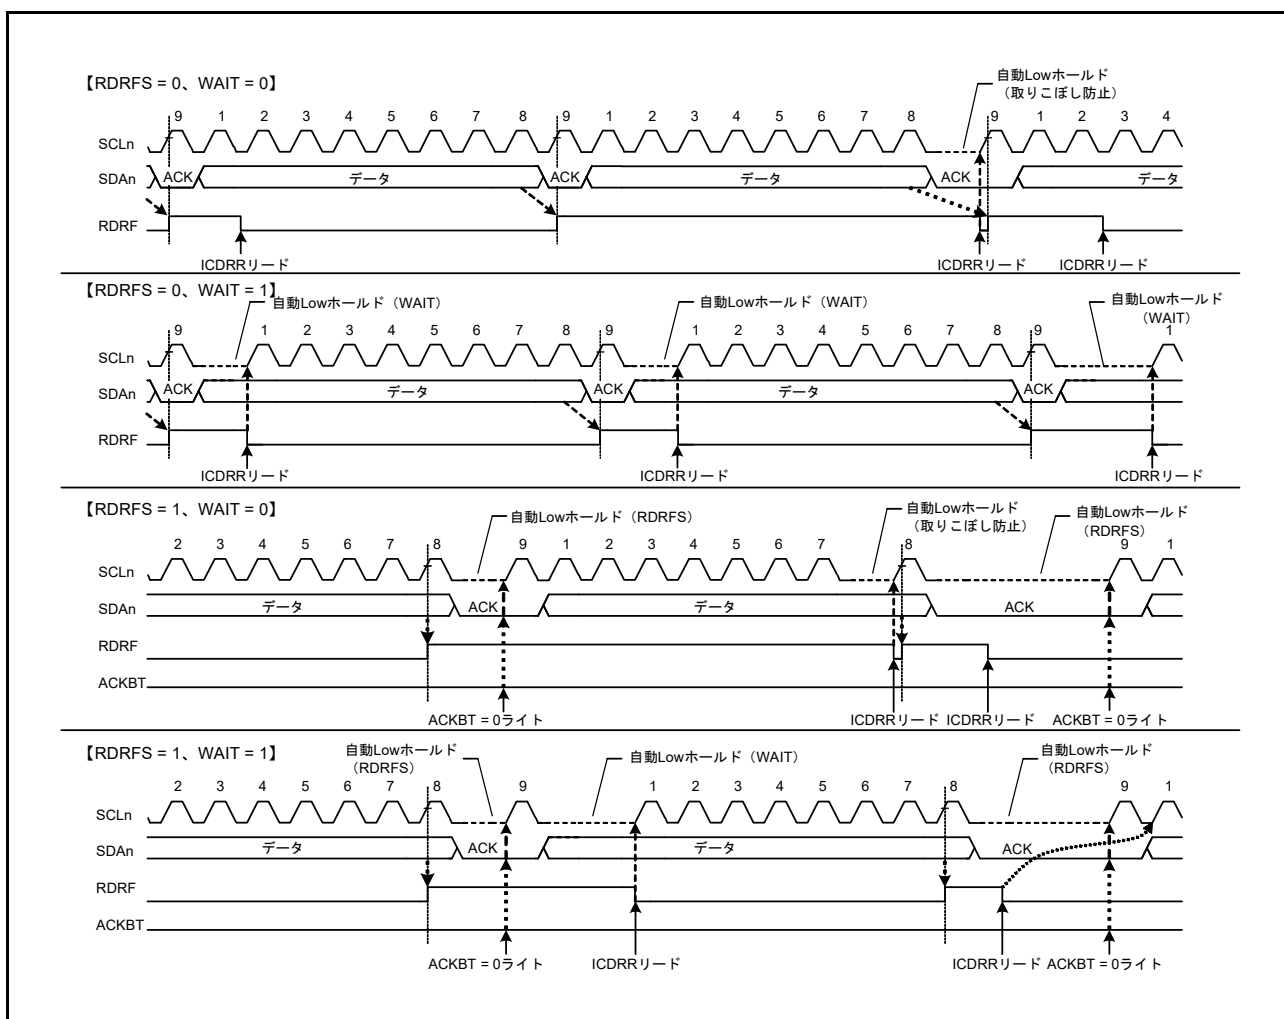 【RDRFS = 0、WAIT = 0】
自動Lowホールド
（取りこぼし防止）
9 1 2 3 4 5 6 7 8 9 1 2 3 4 5 6 7 8 9 1 2 3 4
SCLn
SDAn ACK データ ACK データ ACK データ
RDRF
ICDRRリード ICDRRリード ICDRRリード
【RDRFS = 0、WAIT = 1】
自動Lowホールド（WAIT） 自動Lowホールド（WAIT） 自動Lowホールド
（WAIT）
9 1 2 3 4 5 6 7 8 9 1 2 3 4 5 6 7 8 9 1
SCLn
SDAn ACK データ ACK データ ACK
RDRF
ICDRRリード ICDRRリード ICDRRリード
【RDRFS = 1、WAIT = 0】
自動Lowホールド（RDRFS） 自動Lowホールド
（取りこぼし防止）
自動Lowホールド
（RDRFS）
2 3 4 5 6 7 8 9 1 2 3 4 5 6 7 8 9 1
SCLn
SDAn データ ACK データ ACK
RDRF
ACKBT
ACKBT = 0ライト ICDRRリード ICDRRリード ACKBT = 0ライト
【RDRFS = 1、WAIT = 1】
自動Lowホールド
（RDRFS）
自動Lowホールド（WAIT）
自動Lowホールド
（RDRFS）
2 3 4 5 6 7 8 9 1 2 3 4 5 6 7 8 9 1
SCLn
SDAn データ ACK データ ACK
RDRF
ACKBT
ACKBT = 0ライト ICDRRリード ICDRRリード ACKBT = 0ライト